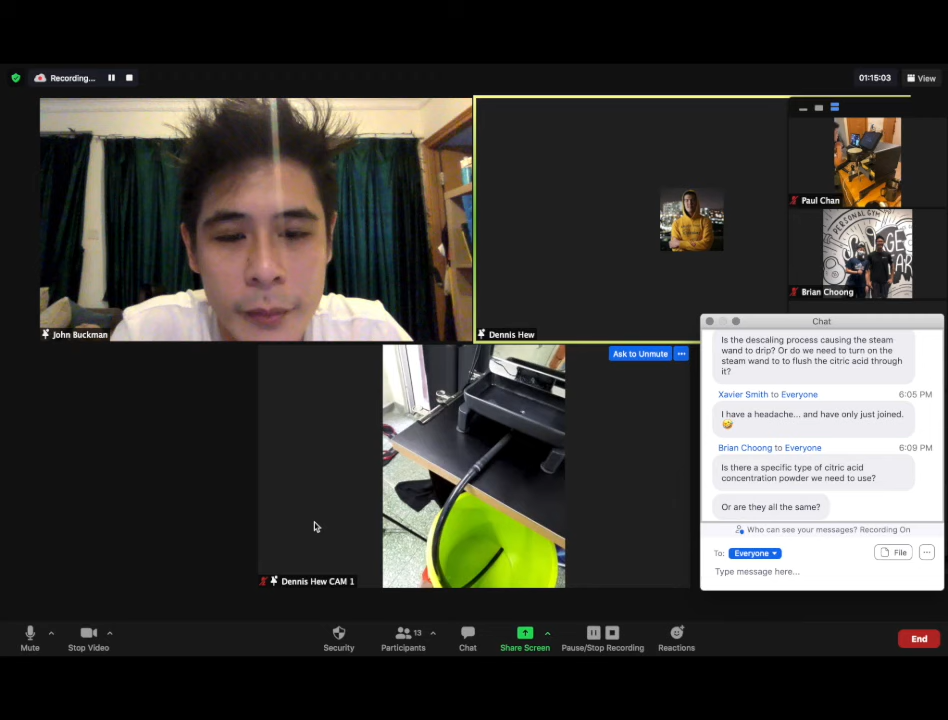 Recording...
01:15:03
View
Paul Chan
PERSONAL GYM
Brian Choong
John Buckman
Dennis Hew
Chat
Is the descaling process causing the steam
wand to drip? Or do we need to turn on the
steam wand to to flush the citric acid through
it?
Ask to Unmute
Xavier Smith to Everyone
6:05 PM
I have a headache... and have only just joined.
Brian Choong to Everyone
6:09 PM
Is there a specific type of citric acid
concentration powder we need to use?
Or are they all the same?
Who can see your messages? Recording On
To: Everyone
File
Type message here...
Dennis Hew CAM 1
Mute
Stop Video
Security
13
Participants
Chat
Share Screen
Pause/Stop Recording
Reactions
End